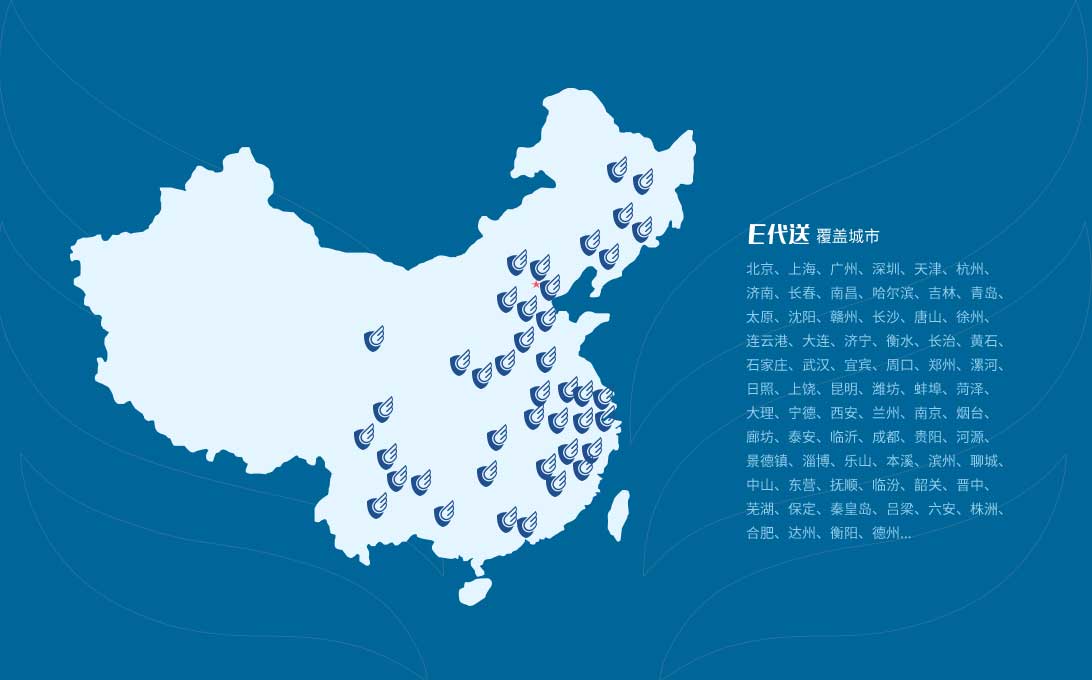 E代送 覆盖城市
北京、上海、广州、深圳、天津、杭州、
济南、长春、南昌、哈尔滨、吉林、青岛、
太原、沈阳、赣州、长沙、唐山、徐州、
连云港、大连、济宁、衡水、长治、黄石、
石家庄、武汉、宜宾、周口、郑州、漯河、
日照、上饶、昆明、潍坊、蚌埠、菏泽、
大理、宁德、西安、兰州、南京、烟台、
廊坊、泰安、临沂、成都、贵阳、河源、
景德镇、淄博、乐山、本溪、滨州、聊城、
中山、东营、抚顺、临汾、韶关、晋中、
芜湖、保定、秦皇岛、吕梁、六安、株洲、
合肥、达州、衡阳、德州...